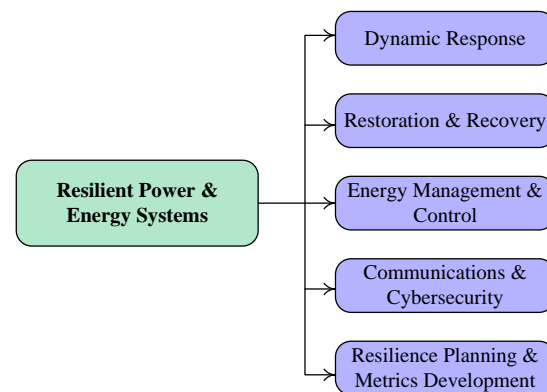 Dynamic Response
Restoration & Recovery
Resilient Power &
Energy Systems
Energy Management &
Control
Communications &
Cybersecurity
Resilience Planning &
Metrics Development